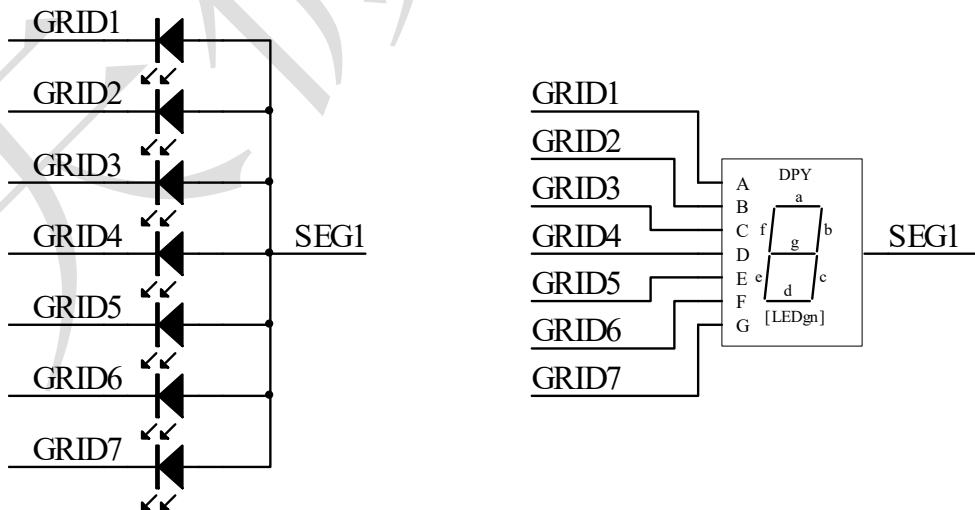 GRID1
GRID2
GRID3
GRID4
SEG1
GRID5
GRID6
GRID7
GRID1
GRID2
GRID3
GRID4
GRID5
GRID6
GRID7
DPY
A
B
C
D
E
F
G
a
f
b
g
e
c
d
[LEDgn]
SEG1